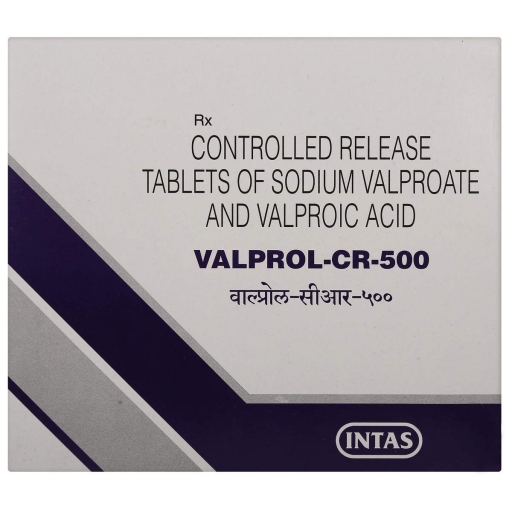 Rx
CONTROLLED RELEASE
TABLETS OF SODIUM VALPROATE
AND VALPROIC ACID
VALPROL-CR-500
वाल्प्रोल-सीआर-५००
INTAS